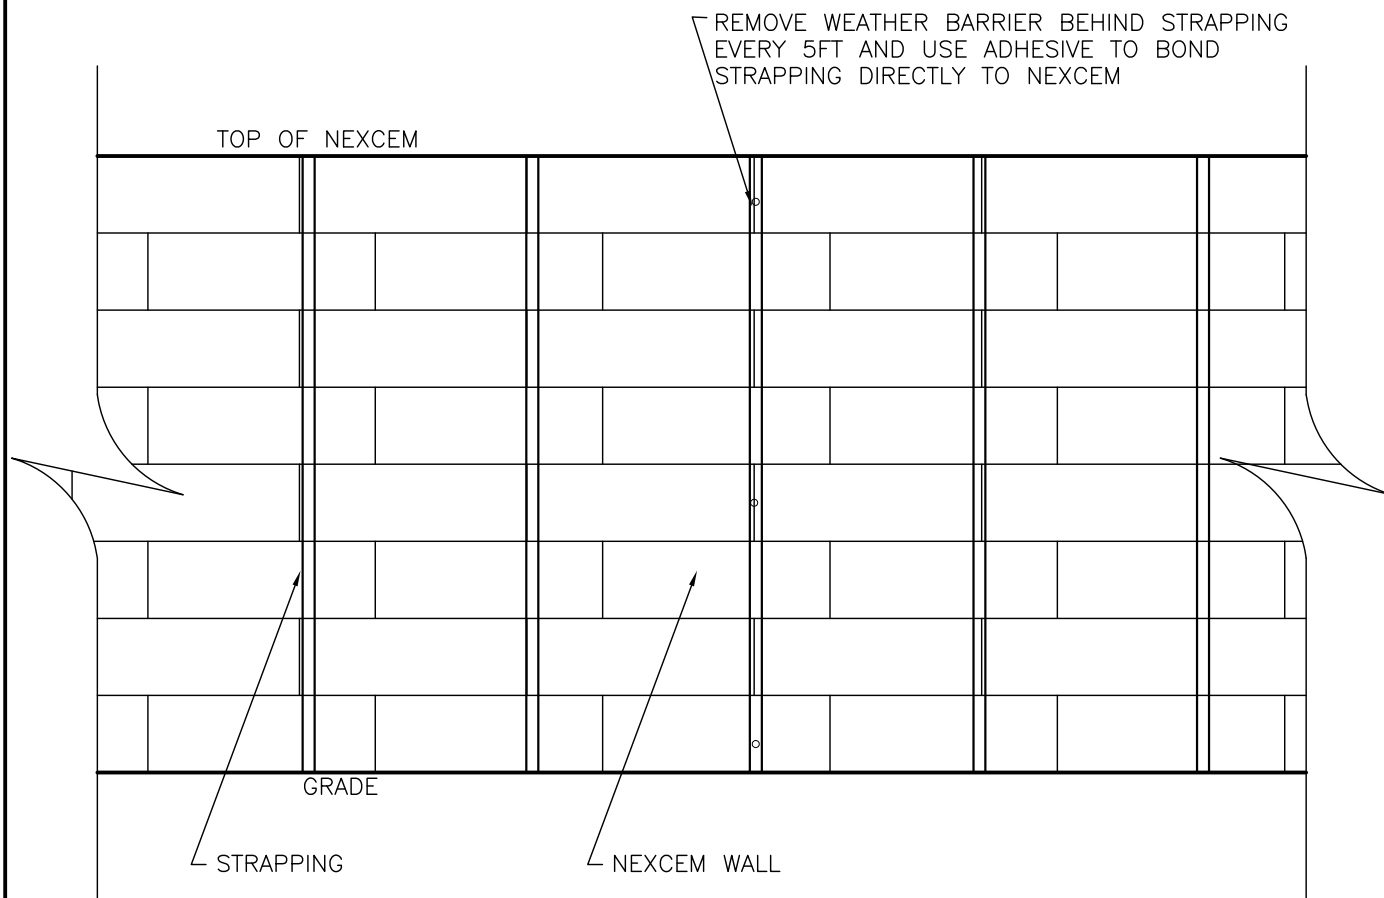 REMOVE WEATHER BARRIER BEHIND STRAPPING
EVERY 5FT AND USE ADHESIVE TO BOND
STRAPPING DIRECTLY TO NEXCEM
TOP OF NEXCEM
GRADE
STRAPPING
NEXCEM WALL